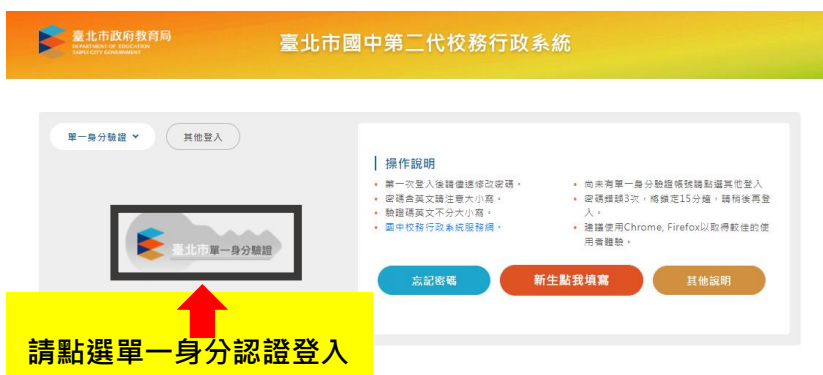 臺北市政府教育局
DEPARTMENT OF EDUCATION
TAIPEI CITY GOVERNMENT
臺北市國中第二代校務行政系統
單一身分驗證
其他登入
臺北市單一身分驗證
操作說明
第一次登入後請儘速修改密碼。
密碼含英文請注意大小寫。
驗證碼英文不分大小寫。
國中校務行政系統服務網。
尚未有單一身分驗證帳號請點選其他登入
密碼錯誤3次,將鎖定15分鐘,請稍後再登
入。
建議使用Chrome, Firefox以取得較佳的使
用者體驗。
忘記密碼
新生點我填寫
其他說明
請點選單一身分認證登入